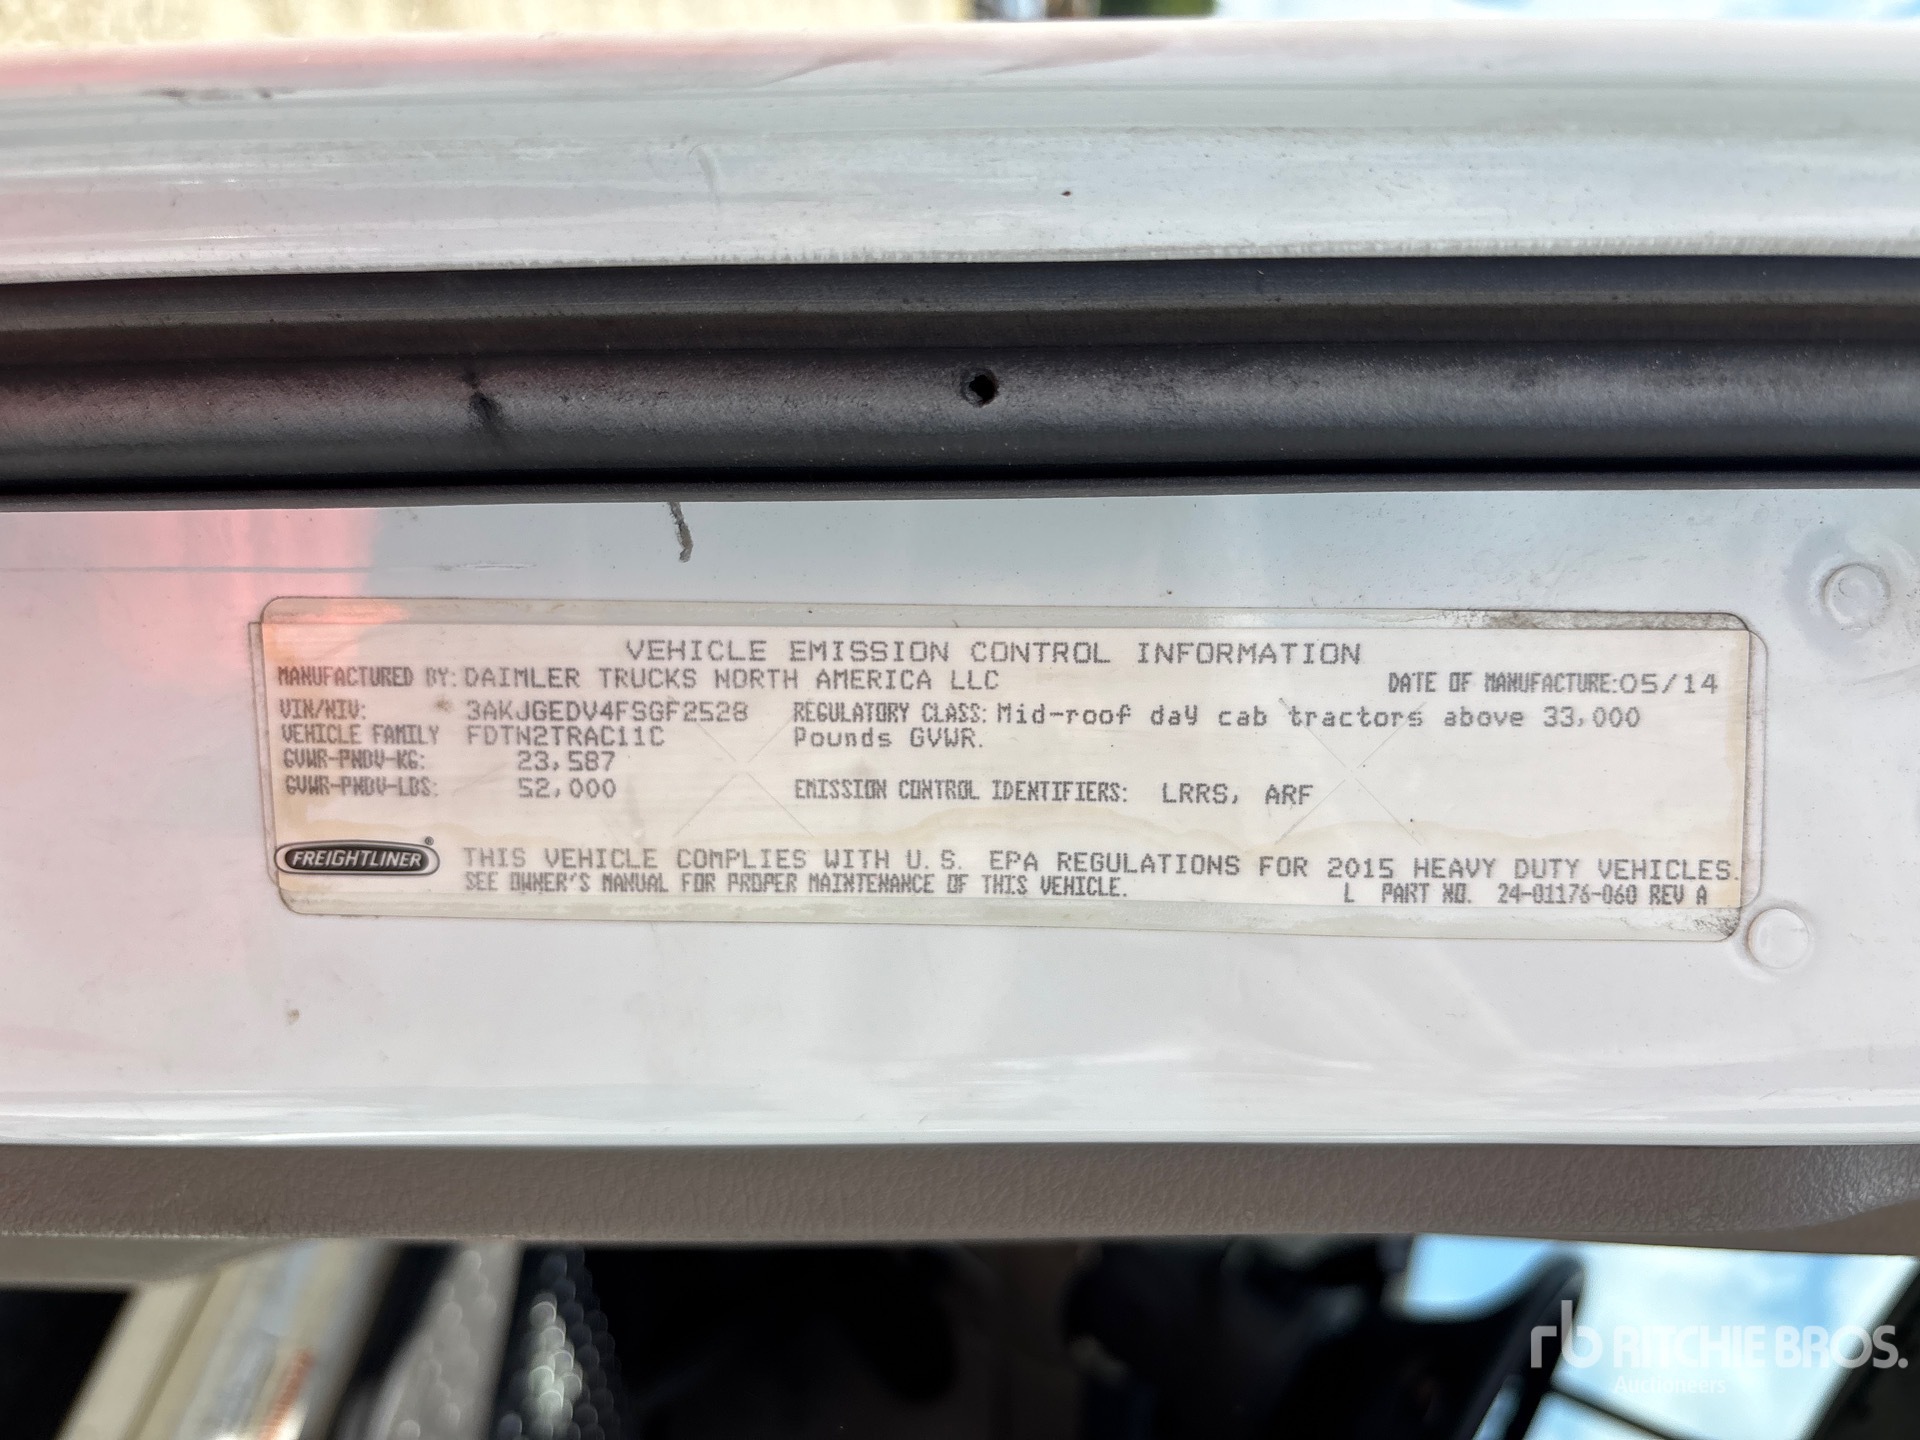 VEHICLE EMISSION CONTROL INFORMATION
MANUFACTURED BY: DAIMLER TRUCKS NORTH AMERICA LLC DATE OF MANUFACTURE: 05/14
VIN/NIV: 3AKJGEDV4FSGF2528 REGULATORY CLASS: Mid-roof day cab tractors above 33,000
VEHICLE FAMILY FDTN2TRAC11C Pounds GVWR.
GVWR-PNBV-KG: 23,587
GVWR-PNBV-LBS: 52,000 EMISSION CONTROL IDENTIFIERS: LRRS, ARF
FREIGHTLINER ® THIS VEHICLE COMPLIES WITH U.S. EPA REGULATIONS FOR 2015 HEAVY DUTY VEHICLES.
SEE OWNER'S MANUAL FOR PROPER MAINTENANCE OF THIS VEHICLE. L PART NO. 24-01176-060 REV A
rb RITCHIE BROS.
Auctioneers